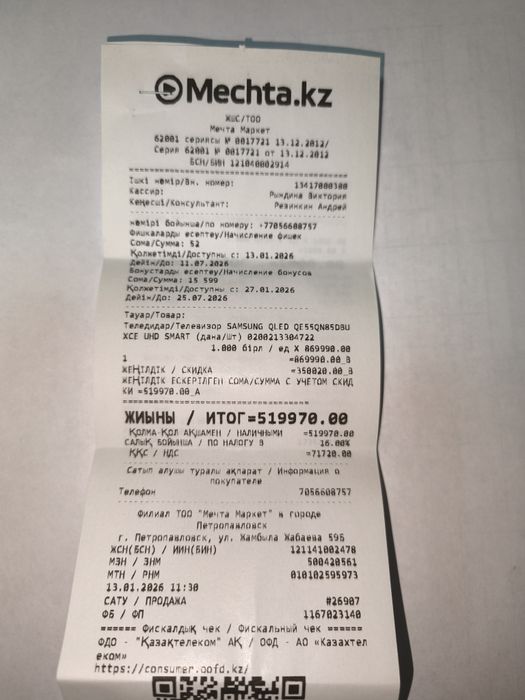 Mechta.kz
ЖШС/ТОО
Мечта Маркет
62001 сериясы № 0017721 13.12.2012/
Серия 62001 № 0017721 от 13.12.2012
БСН/БИН 121040002914
Ішкі нөмір/Вн. номер: 13417000300
Кассир: Рындина Виктория
Кеңесші/Консультант: Резинкин Андрей
нөмірі бойынша/по номеру: +77056608757
Фишкаларды есептеу/Начисление фишек
Сома/Сумма: 52
Қолжетімді/Доступны с: 13.01.2026
Дейін/До: 11.07.2026
Бонустарды есептеу/Начисление бонусов
Сома/Сумма: 15 599
Қолжетімді/Доступны с: 27.01.2026
Дейін/До: 25.07.2026
Тауар/Товар:
Теледидар/Телевизор SAMSUNG QLED QE55QN85DBU
XCE UHD SMART (дана/шт) 0200213304722
1.000 бірл / ед X 869990.00
1 =869990.00_В
ЖЕҢІЛДІК / СКИДКА =350020.00_В
ЖЕҢІЛДІК ЕСКЕРІЛГЕН СОМА/СУММА С УЧЕТОМ СКИД
КИ =519970.00_А
ЖИЫНЫ / ИТОГ=519970.00
ҚОЛМА-ҚОЛ АҚШАМЕН / НАЛИЧНЫМИ =519970.00
САЛЫҚ БОЙЫНША / ПО НАЛОГУ В 16.00%
ҚҚС / НДС =71720.00
Сатып алушы туралы ақпарат / Информация о
покупателе
Телефон 7056608757
Филиал ТОО "Мечта Маркет" в городе
Петропавловск
г. Петропавловск, ул. Жамбыла Жабаева 59Б
ЖСН(БСН) / ИИН(БИН) 121141002478
МЗН / ЗНМ 500420561
МТН / РНМ 010102595973
13.01.2026 11:30
САТУ / ПРОДАЖА #26907
ФБ / ФП 1167023140
====== Фискалдық чек / Фискальный чек ======
ФДО - "Қазақтелеком" АҚ / ОФД - АО «Казахтел
еком»
https://consumer.oofd.kz/